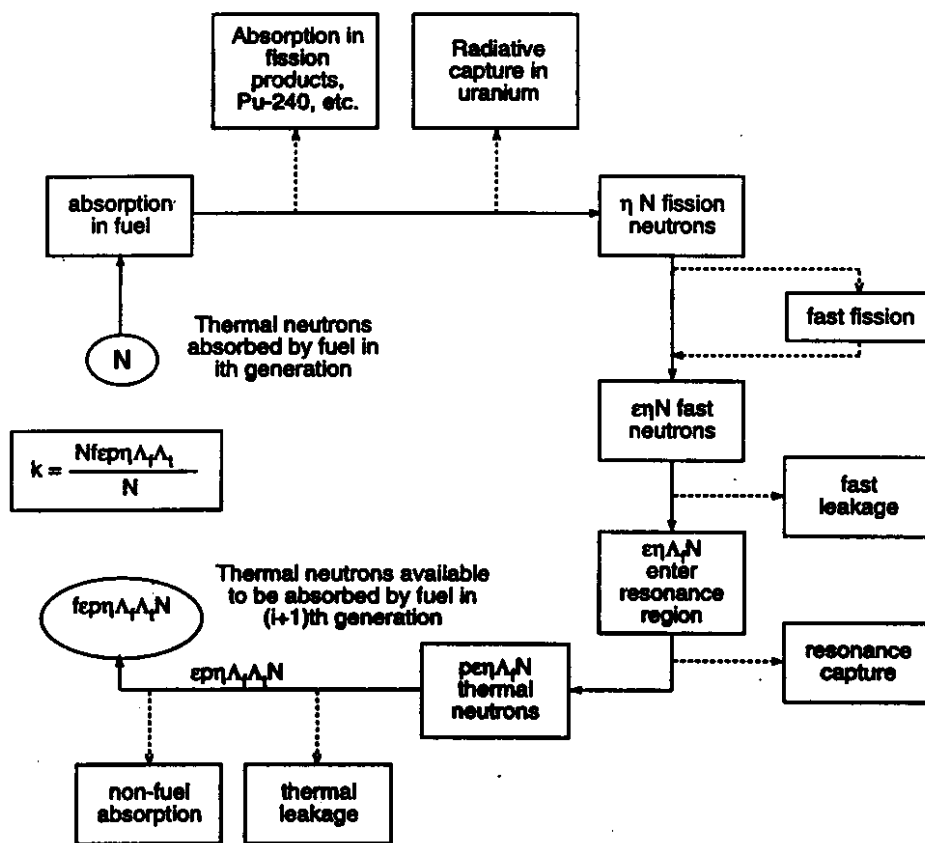 Absorption in
fission
products,
Pu-240, etc.
Radiative
capture in
uranium
absorption
in fuel
η N fission
neutrons
fast fission
Thermal neutrons
absorbed by fuel in
ith generation
N
εηN fast
neutrons
k = NfεpηΛfΛt
N
fast
leakage
εηΛfN
enter
resonance
region
Thermal neutrons available
to be absorbed by fuel in
(i+1)th generation
fεpηΛfΛtN
resonance
capture
εpηΛfΛtN
pεηΛfN
thermal
neutrons
non-fuel
absorption
thermal
leakage